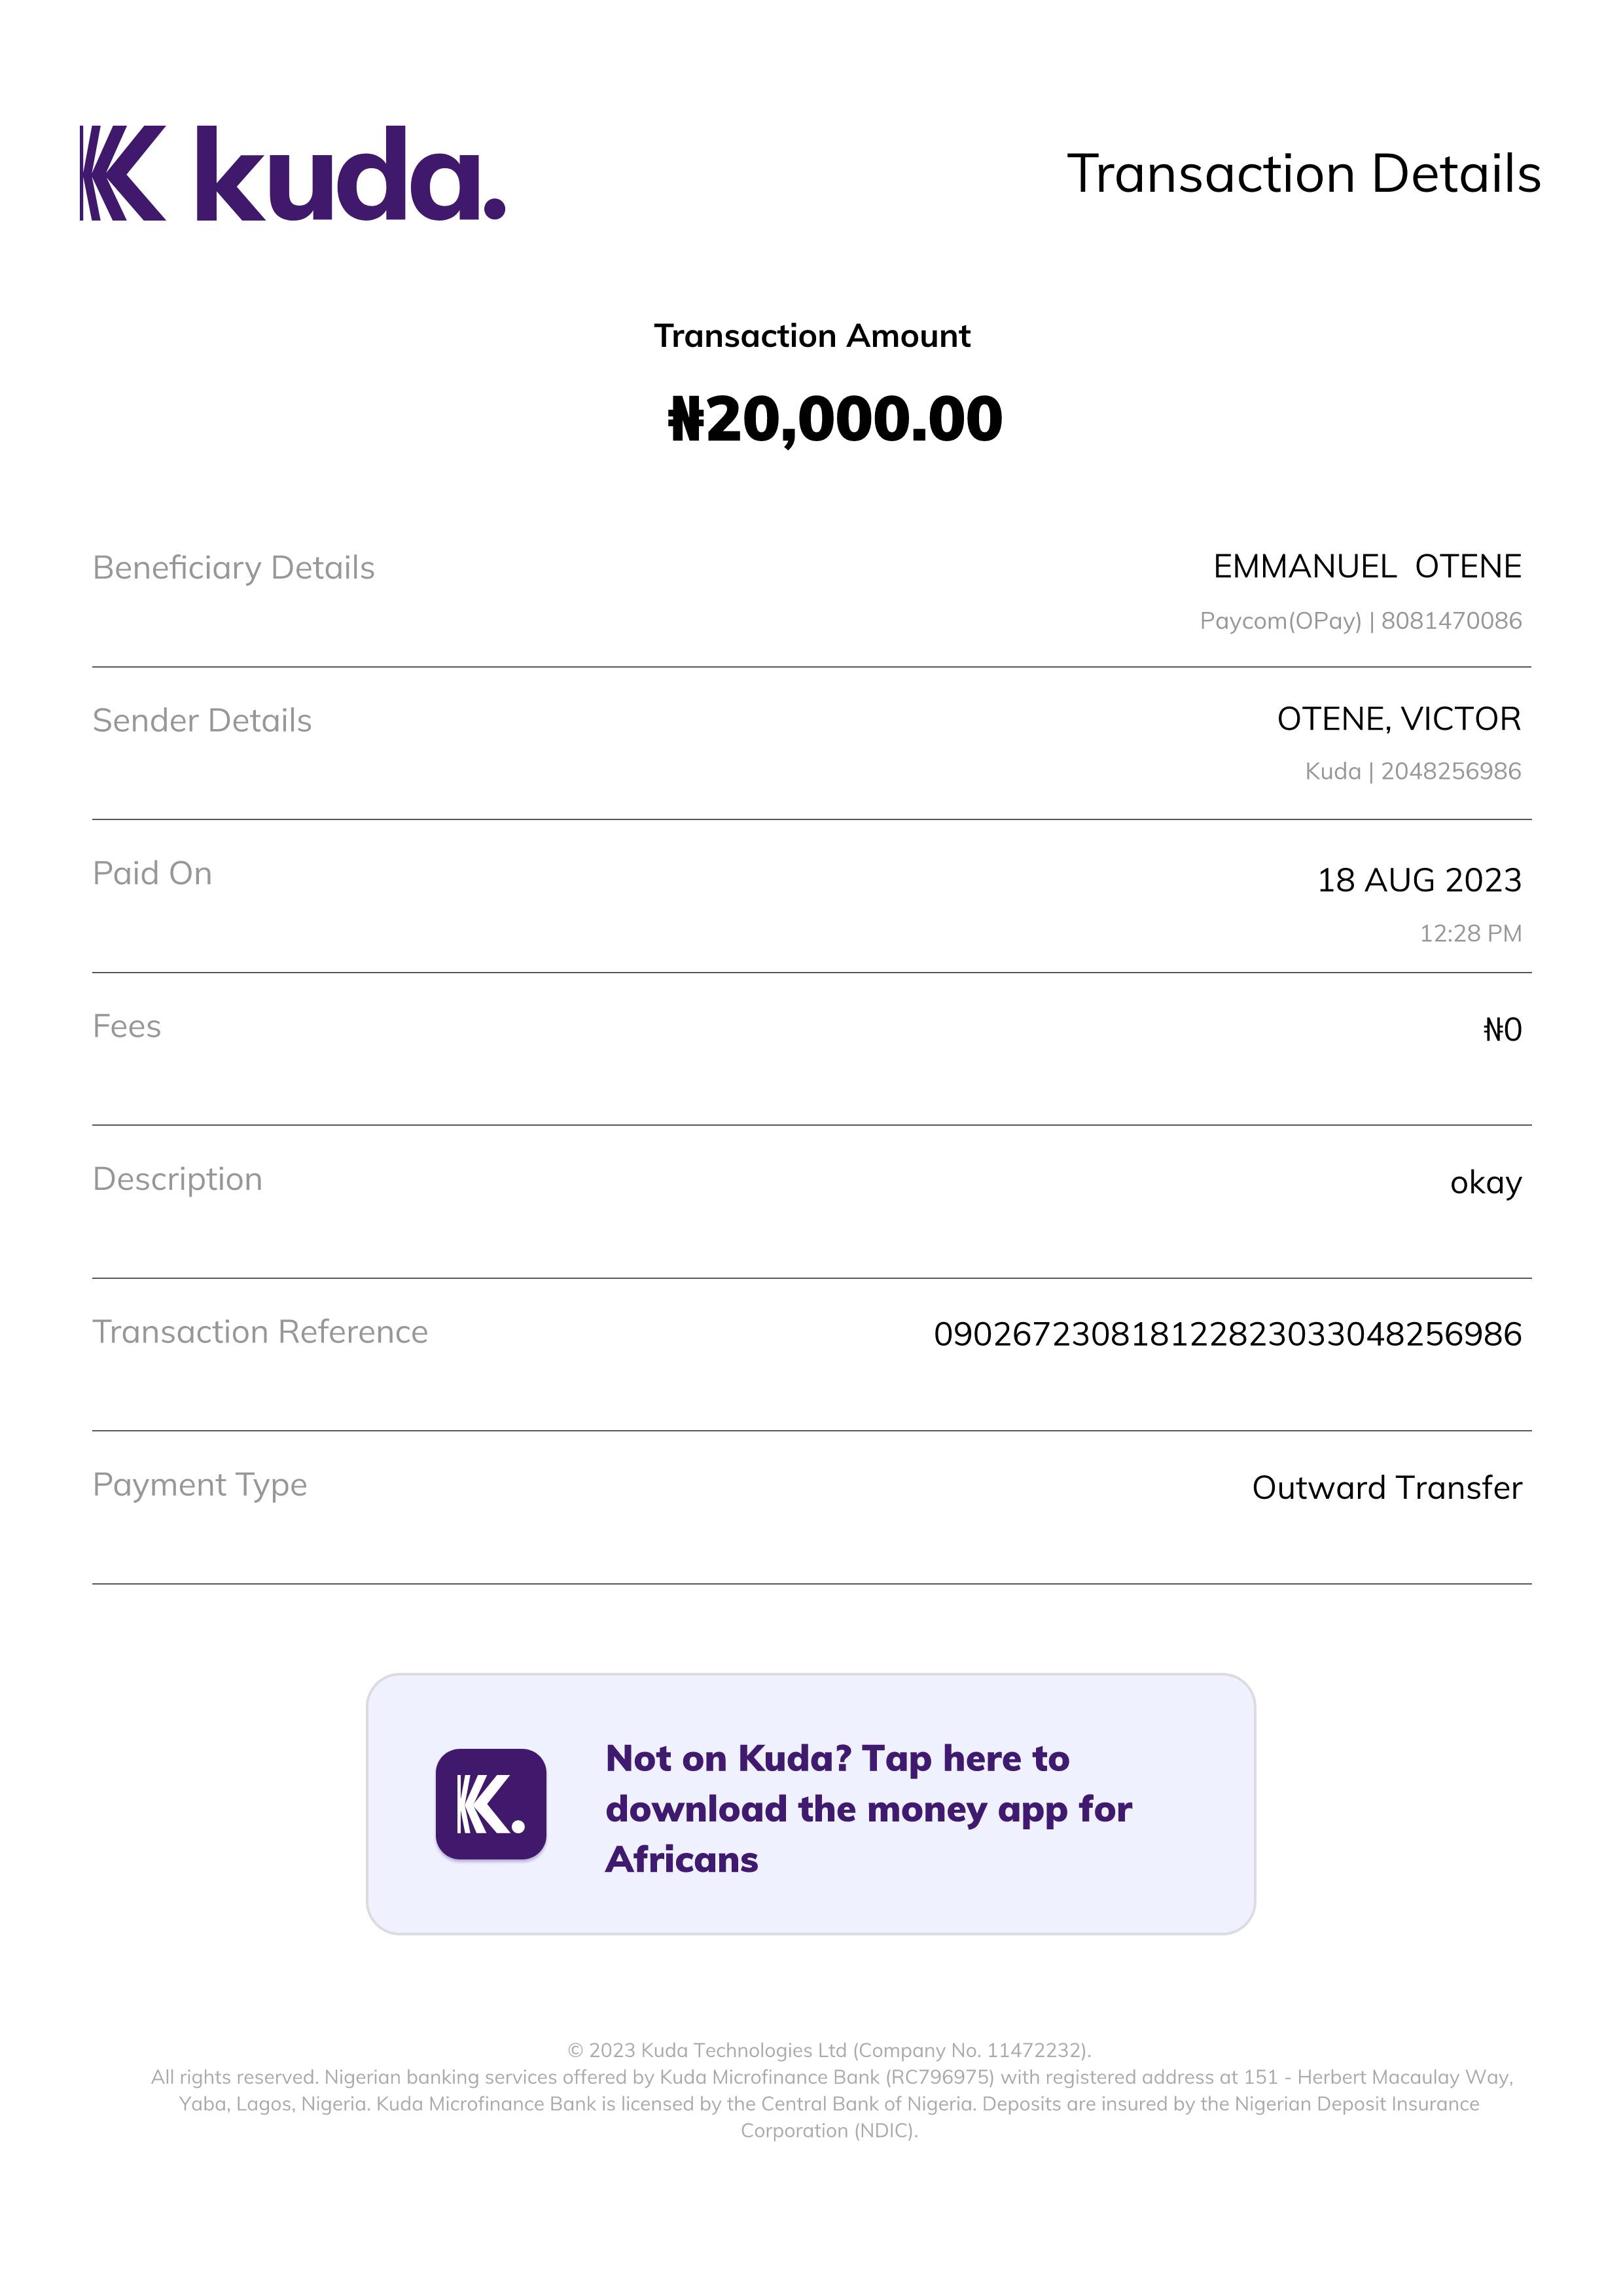 kuda.
Transaction Details
Transaction Amount
₦20,000.00
Beneficiary Details
EMMANUEL  OTENE
Paycom(OPay) | 8081470086
Sender Details
OTENE, VICTOR
Kuda | 2048256986
Paid On
18 AUG 2023
12:28 PM
Fees
₦0
Description
okay
Transaction Reference
090267230818122823033048256986
Payment Type
Outward Transfer
K.
Not on Kuda? Tap here to
download the money app for
Africans
© 2023 Kuda Technologies Ltd (Company No. 11472232).
All rights reserved. Nigerian banking services offered by Kuda Microfinance Bank (RC796975) with registered address at 151 - Herbert Macaulay Way,
Yaba, Lagos, Nigeria. Kuda Microfinance Bank is licensed by the Central Bank of Nigeria. Deposits are insured by the Nigerian Deposit Insurance
Corporation (NDIC).